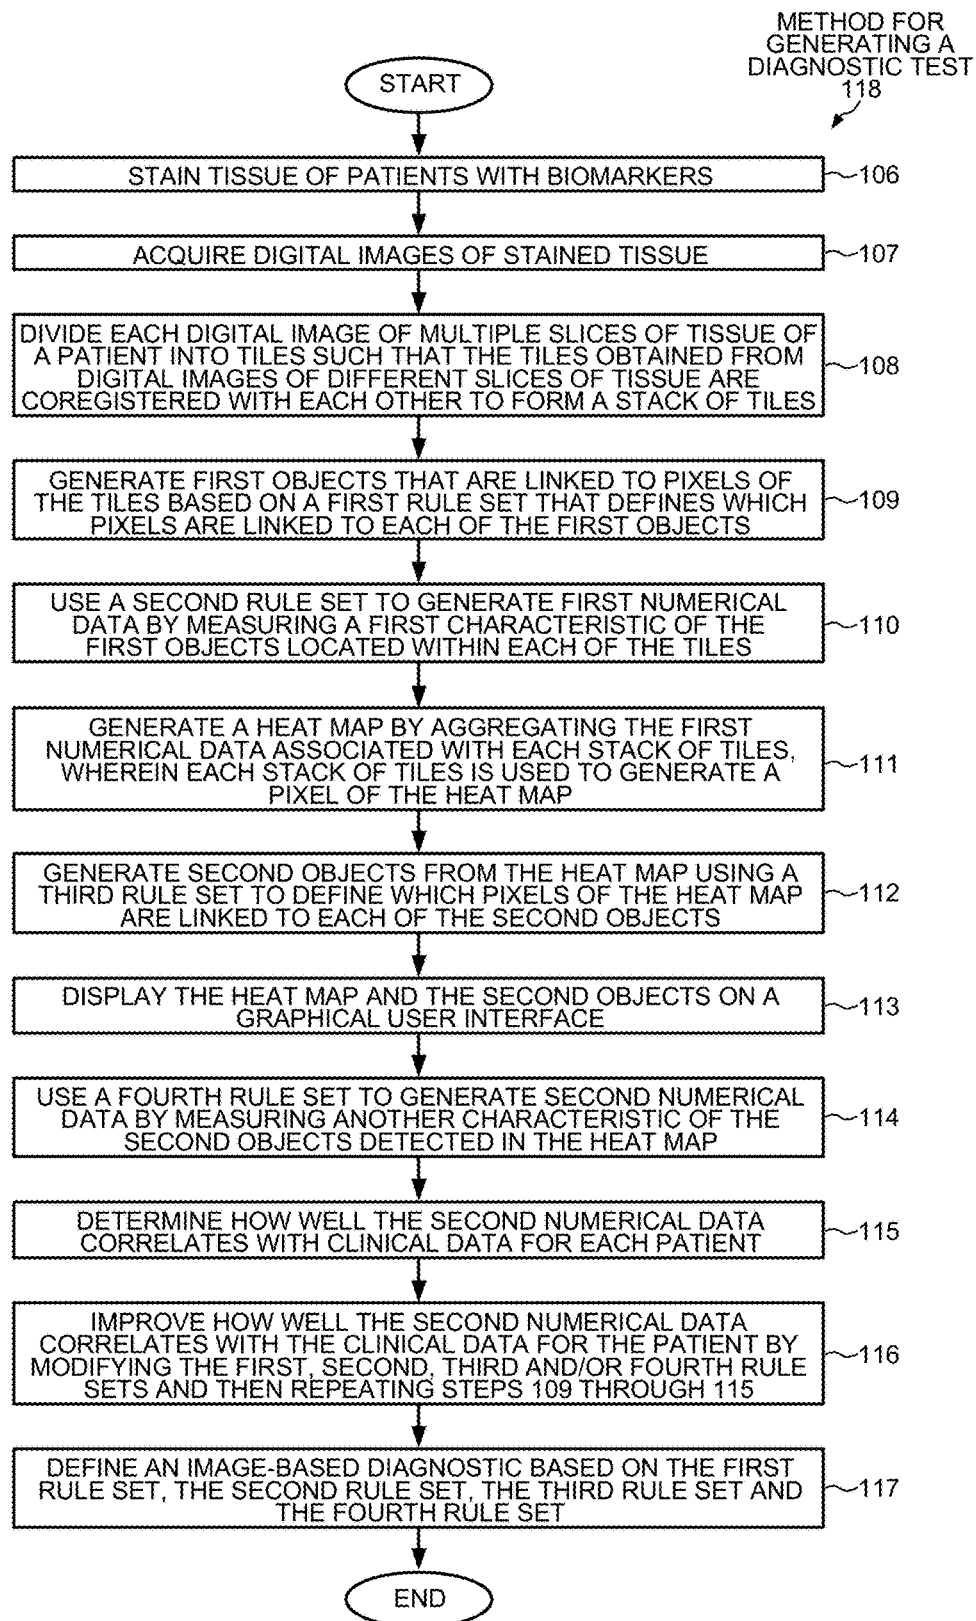 METHOD FOR
GENERATING A
DIAGNOSTIC TEST
118
START
STAIN TISSUE OF PATIENTS WITH BIOMARKERS
106
ACQUIRE DIGITAL IMAGES OF STAINED TISSUE
107
DIVIDE EACH DIGITAL IMAGE OF MULTIPLE SLICES OF TISSUE OF
A PATIENT INTO TILES SUCH THAT THE TILES OBTAINED FROM
DIGITAL IMAGES OF DIFFERENT SLICES OF TISSUE ARE
COREGISTERED WITH EACH OTHER TO FORM A STACK OF TILES
108
GENERATE FIRST OBJECTS THAT ARE LINKED TO PIXELS OF
THE TILES BASED ON A FIRST RULE SET THAT DEFINES WHICH
PIXELS ARE LINKED TO EACH OF THE FIRST OBJECTS
109
USE A SECOND RULE SET TO GENERATE FIRST NUMERICAL
DATA BY MEASURING A FIRST CHARACTERISTIC OF THE
FIRST OBJECTS LOCATED WITHIN EACH OF THE TILES
110
GENERATE A HEAT MAP BY AGGREGATING THE FIRST
NUMERICAL DATA ASSOCIATED WITH EACH STACK OF TILES,
WHEREIN EACH STACK OF TILES IS USED TO GENERATE A
PIXEL OF THE HEAT MAP
111
GENERATE SECOND OBJECTS FROM THE HEAT MAP USING A
THIRD RULE SET TO DEFINE WHICH PIXELS OF THE HEAT MAP
ARE LINKED TO EACH OF THE SECOND OBJECTS
112
DISPLAY THE HEAT MAP AND THE SECOND OBJECTS ON A
GRAPHICAL USER INTERFACE
113
USE A FOURTH RULE SET TO GENERATE SECOND NUMERICAL
DATA BY MEASURING ANOTHER CHARACTERISTIC OF THE
SECOND OBJECTS DETECTED IN THE HEAT MAP
114
DETERMINE HOW WELL THE SECOND NUMERICAL DATA
CORRELATES WITH CLINICAL DATA FOR EACH PATIENT
115
IMPROVE HOW WELL THE SECOND NUMERICAL DATA
CORRELATES WITH THE CLINICAL DATA FOR THE PATIENT BY
MODIFYING THE FIRST, SECOND, THIRD AND/OR FOURTH RULE
SETS AND THEN REPEATING STEPS 109 THROUGH 115
116
DEFINE AN IMAGE-BASED DIAGNOSTIC BASED ON THE FIRST
RULE SET, THE SECOND RULE SET, THE THIRD RULE SET AND
THE FOURTH RULE SET
117
END